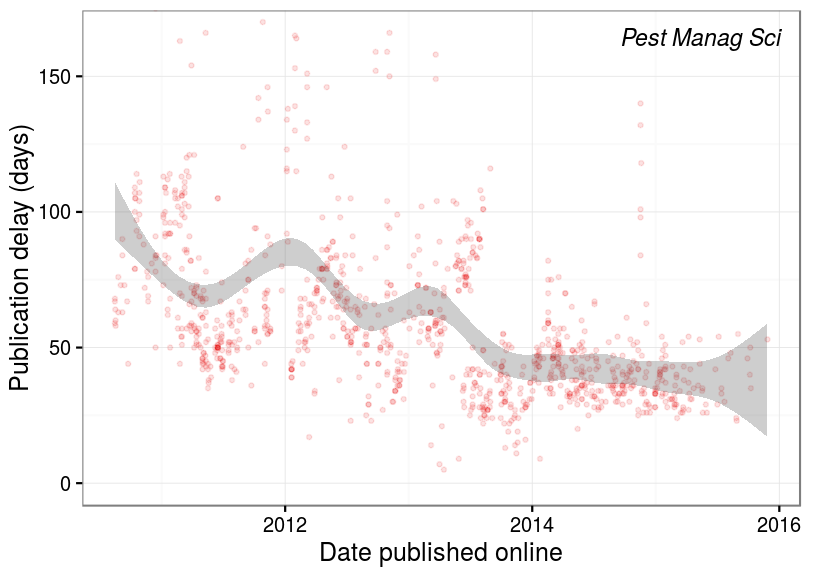 Pest Manag Sci
Publication delay (days)
150
100
50
0
2012
2014
2016
Date published online